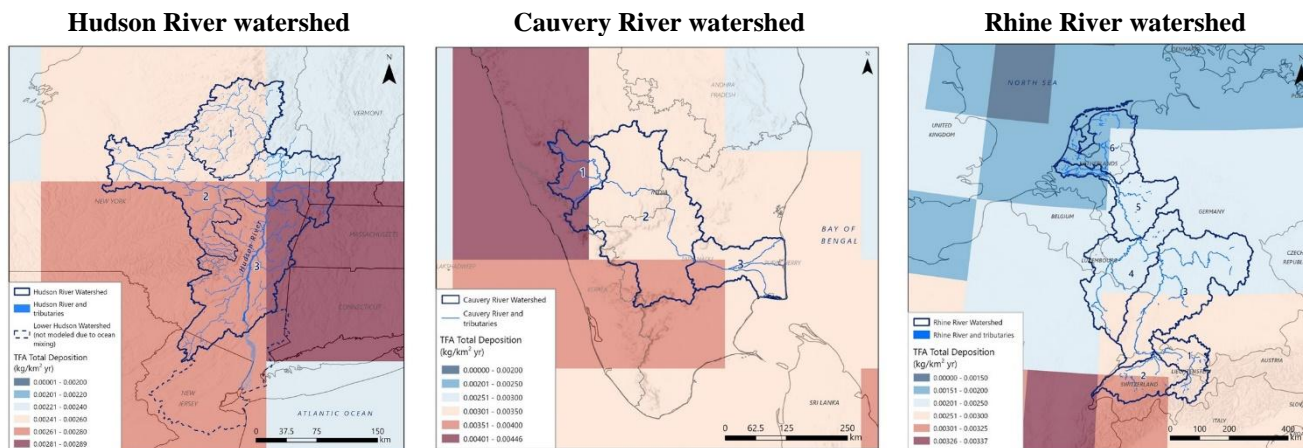 Hudson River watershed
Cauvery River watershed
Rhine River watershed
N
VERMONT
1
NEW YORK
2
Hudson River
3
MASSACHUSETTS
CONNECTICUT
NEW
JERSEY
ATLANTIC OCEAN
Hudson River Watershed
Hudson River and
tributaries
Lower Hudson Watershed
(not modeled due to ocean
mixing)
TFA Total Deposition
(kg/km² yr)
0.00001 - 0.00200
0.00201 - 0.00220
0.00221 - 0.00240
0.00241 - 0.00260
0.00261 - 0.00280
0.00281 - 0.00289
0 37.5 75 150
km
N
ANDHRA
PRADESH
1
INDIA
2
BAY OF
BENGAL
3
KERALA
SRI LANKA
Cauvery River Watershed
Cauvery River and
tributaries
TFA Total Deposition
(kg/km² yr)
0.00000 - 0.00200
0.00201 - 0.00250
0.00251 - 0.00300
0.00301 - 0.00350
0.00351 - 0.00400
0.00401 - 0.00446
0 62.5 125 250
km
NORTH SEA
UNITED
KINGDOM
6
NETHERLANDS
5
BELGIUM
GERMANY
LUXEMBOURG
4
3
CZECH
REPUBLIC
AUSTRIA
LIECHTENSTEIN
2
1
SWITZERLAND
ITALY
Rhine River Watershed
Rhine River and tributaries
TFA Total Deposition
(kg/km² yr)
0.00000 - 0.00150
0.00151 - 0.00200
0.00201 - 0.00250
0.00251 - 0.00300
0.00301 - 0.00325
0.00326 - 0.00337
0 100 200 400
km